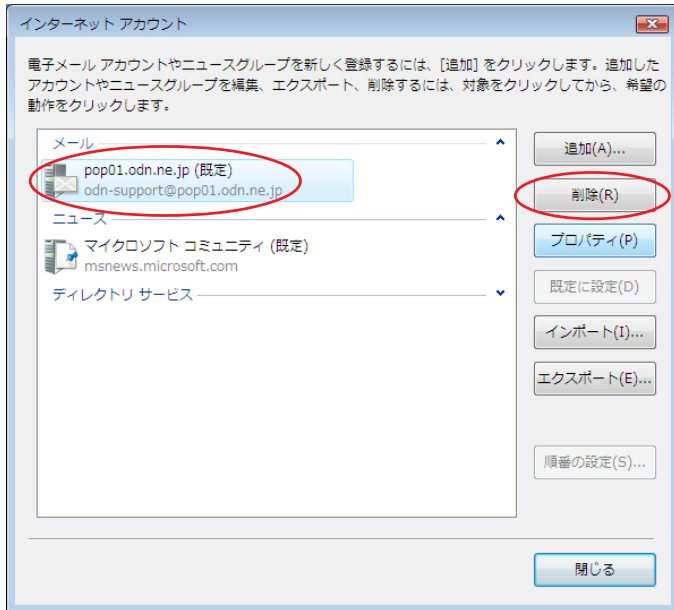 インターネット アカウント
電子メール アカウントやニュースグループを新しく登録するには、[追加] をクリックします。追加した
アカウントやニュースグループを編集、エクスポート、削除するには、対象をクリックしてから、希望の
動作をクリックします。
メール
pop01.odn.ne.jp (既定)
odn-support@pop01.odn.ne.jp
ニュース
マイクロソフト コミュニティ (既定)
msnews.microsoft.com
ディレクトリ サービス
追加(A)...
削除(R)
プロパティ(P)
既定に設定(D)
インポート(I)...
エクスポート(E)...
順番の設定(S)...
閉じる